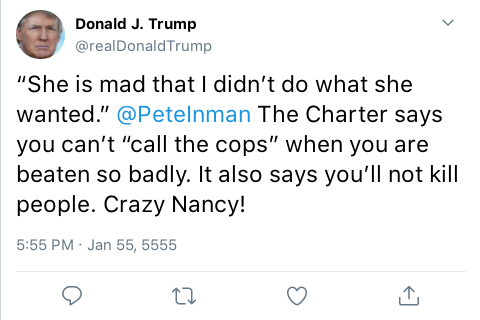 Donald J. Trump
@realDonaldTrump
“She is mad that I didn’t do what she
wanted.” @PeteInman The Charter says
you can’t “call the cops” when you are
beaten so badly. It also says you’ll not kill
people. Crazy Nancy!
5:55 PM · Jan 55, 5555